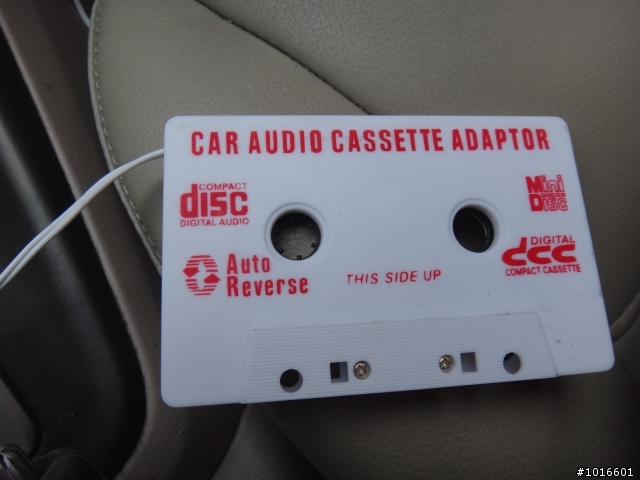 CAR AUDIO CASSETTE ADAPTOR
COMPACT
disc
DIGITAL AUDIO
Mini
Disc
DIGITAL
dcc
COMPACT CASSETTE
Auto
Reverse
THIS SIDE UP
#1016601